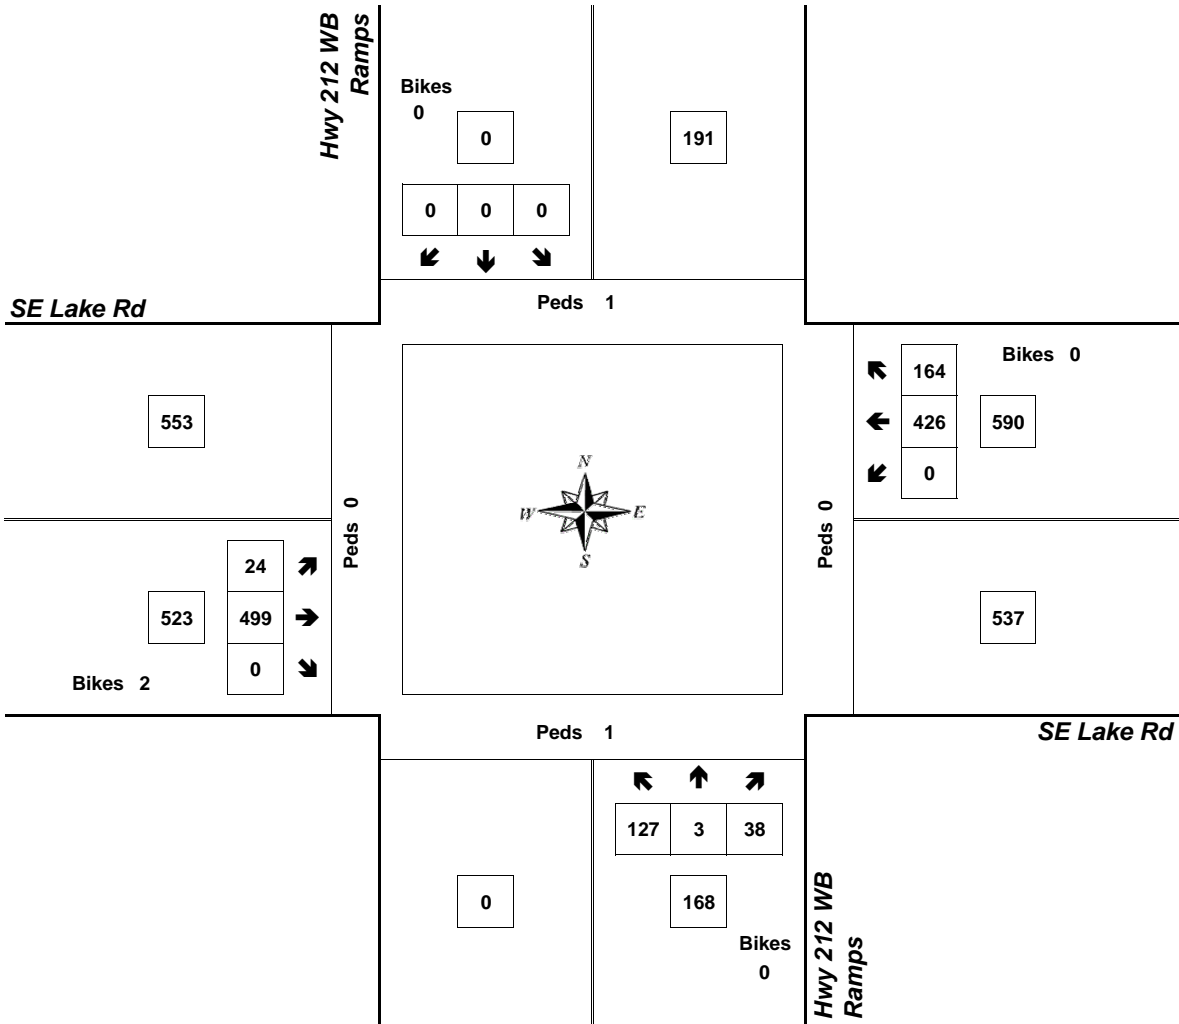 Hwy 212 WB
Ramps
Bikes
0
0
191
0 0 0
SE Lake Rd
Peds 1
553
164
426
0
590
Bikes 0
N
W E
S
Peds 0
Peds 0
24
499
0
523
Bikes 2
537
Peds 1
SE Lake Rd
127 3 38
0
168
Bikes
0
Hwy 212 WB
Ramps